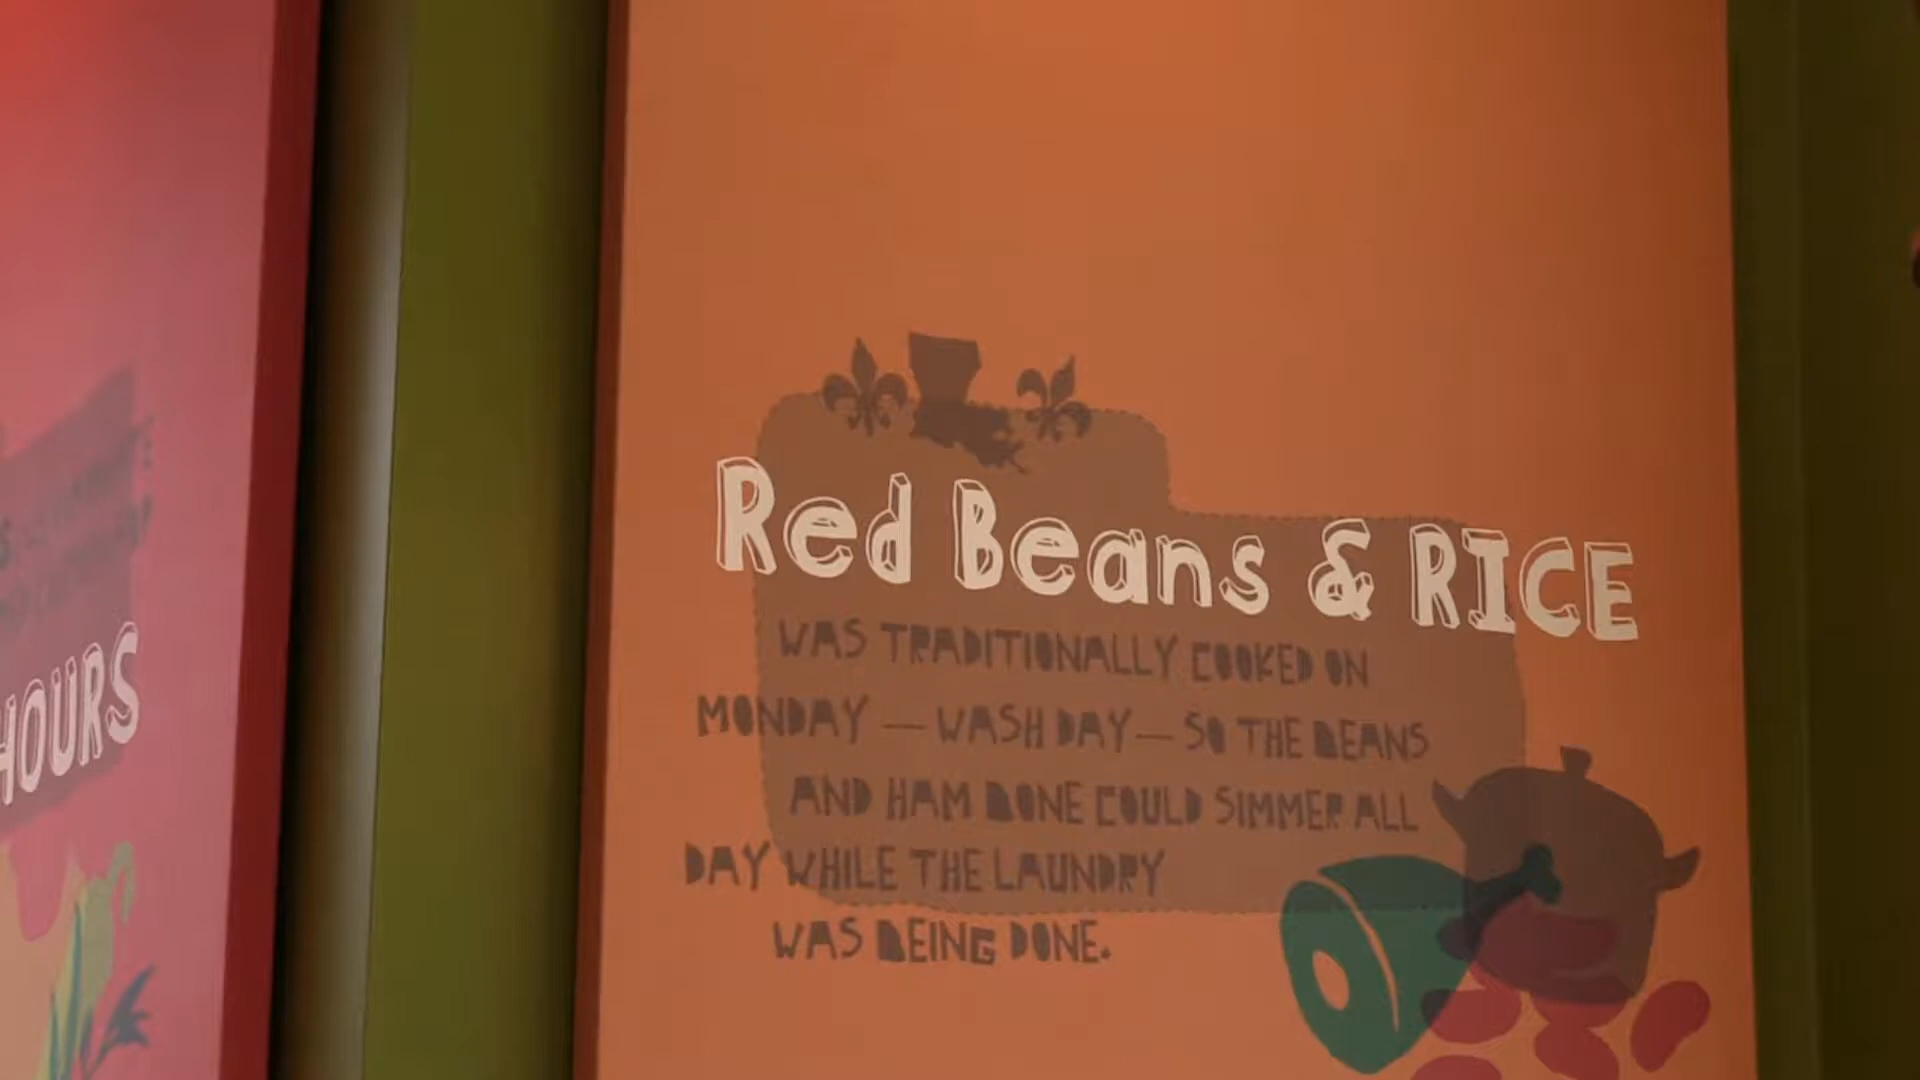 HOURS
Red Beans & RICE
WAS TRADITIONALLY COOKED ON
MONDAY — WASH DAY — SO THE BEANS
AND HAM BONE COULD SIMMER ALL
DAY WHILE THE LAUNDRY
WAS BEING DONE.